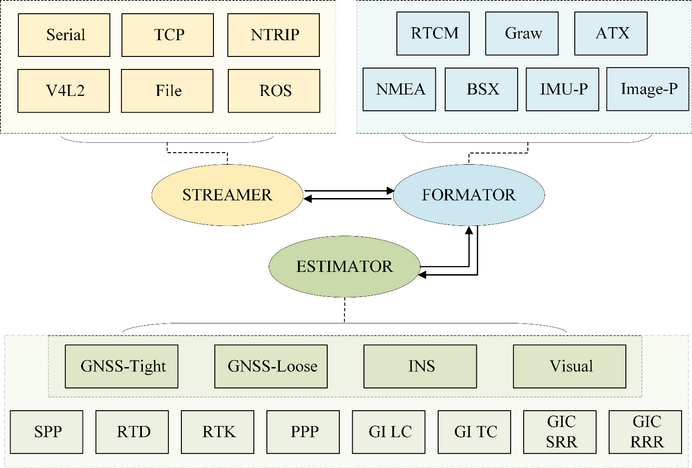 Serial
TCP
NTRIP
V4L2
File
ROS
RTCM
Graw
ATX
NMEA
BSX
IMU-P
Image-P
STREAMER
FORMATOR
ESTIMATOR
GNSS-Tight
GNSS-Loose
INS
Visual
SPP
RTD
RTK
PPP
GI LC
GI TC
GIC
SRR
GIC
RRR